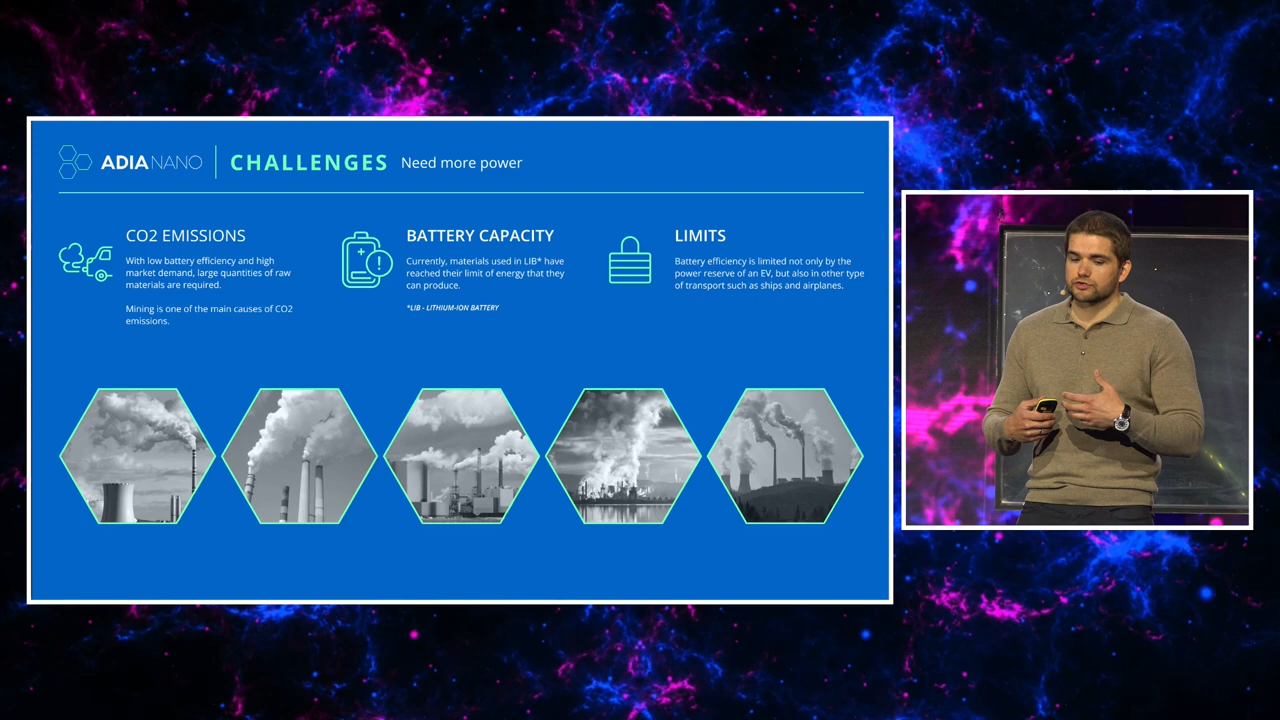 ADIANANO
CHALLENGES Need more power
CO2 EMISSIONS
With low battery efficiency and high
market demand, large quantities of raw
materials are required.
Mining is one of the main causes of CO2
emissions.
BATTERY CAPACITY
Currently, materials used in LIB* have
reached their limit of energy that they
can produce.
*LIB - LITHIUM-ION BATTERY
LIMITS
Battery efficiency is limited not only by the
power reserve of an EV, but also in other type
of transport such as ships and airplanes.